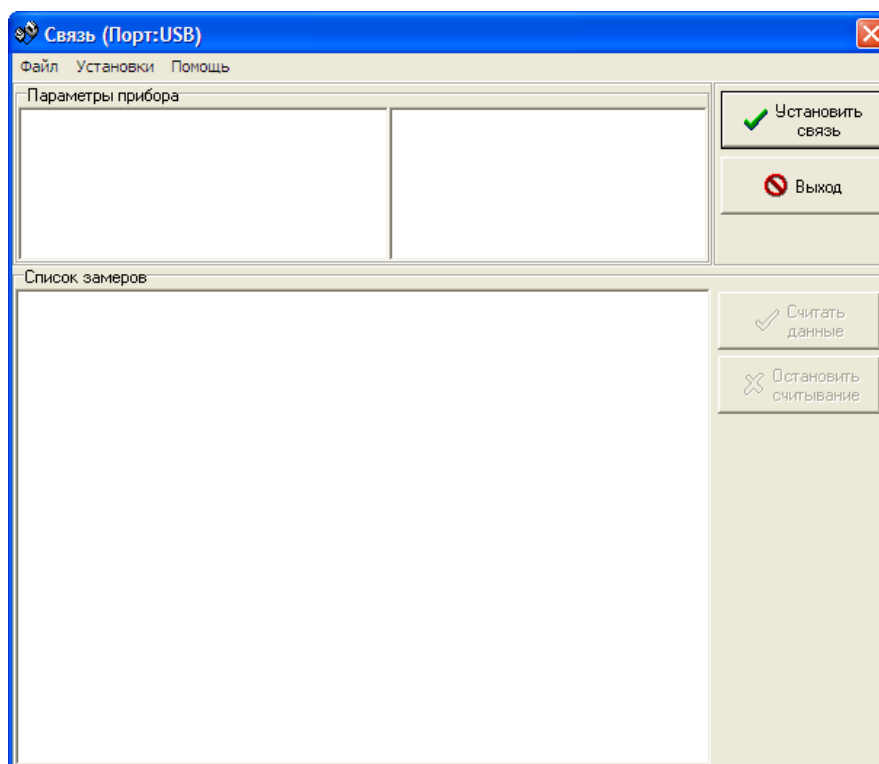 Связь (Порт:USB)
Файл Установки Помощь
Параметры прибора
Установить
связь
Выход
Список замеров
Считать
данные
Остановить
считывание